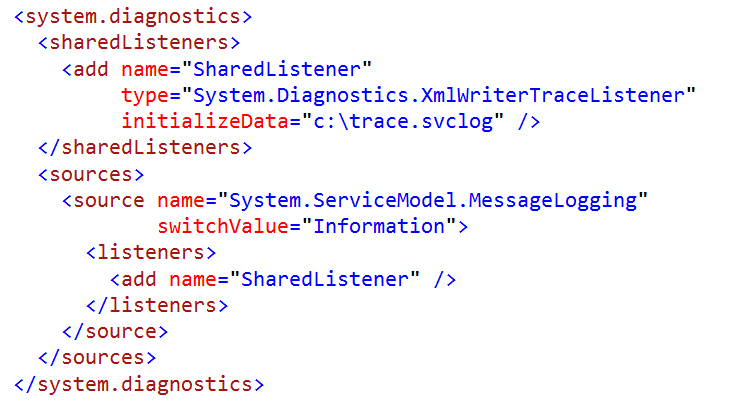 <system.diagnostics>
  <sharedListeners>
    <add name="SharedListener"
         type="System.Diagnostics.XmlWriterTraceListener"
         initializeData="c:\trace.svclog" />
  </sharedListeners>
  <sources>
    <source name="System.ServiceModel.MessageLogging"
            switchValue="Information">
      <listeners>
        <add name="SharedListener" />
      </listeners>
    </source>
  </sources>
</system.diagnostics>